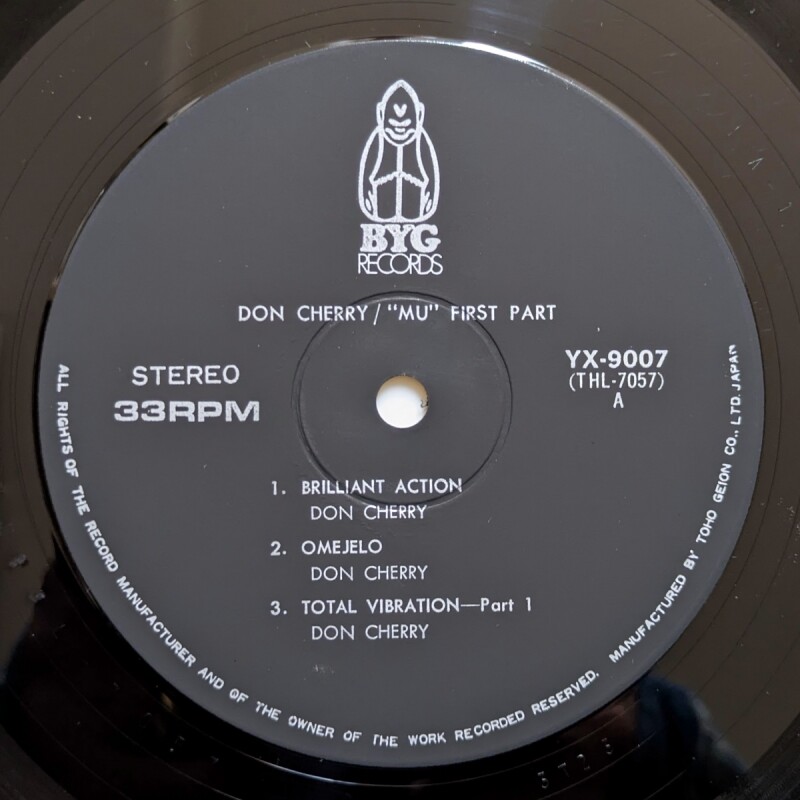 BYG
RECORDS
DON CHERRY / "MU" FIRST PART
STEREO
33RPM
YX-9007
(THL-7057)
A
1. BRILLIANT ACTION
DON CHERRY
2. OMEJELO
DON CHERRY
3. TOTAL VIBRATION—Part 1
DON CHERRY
ALL RIGHTS OF THE RECORD MANUFACTURER AND OF THE OWNER OF THE WORK RECORDED RESERVED. MANUFACTURED BY TOHO GEION CO., LTD. JAPAN